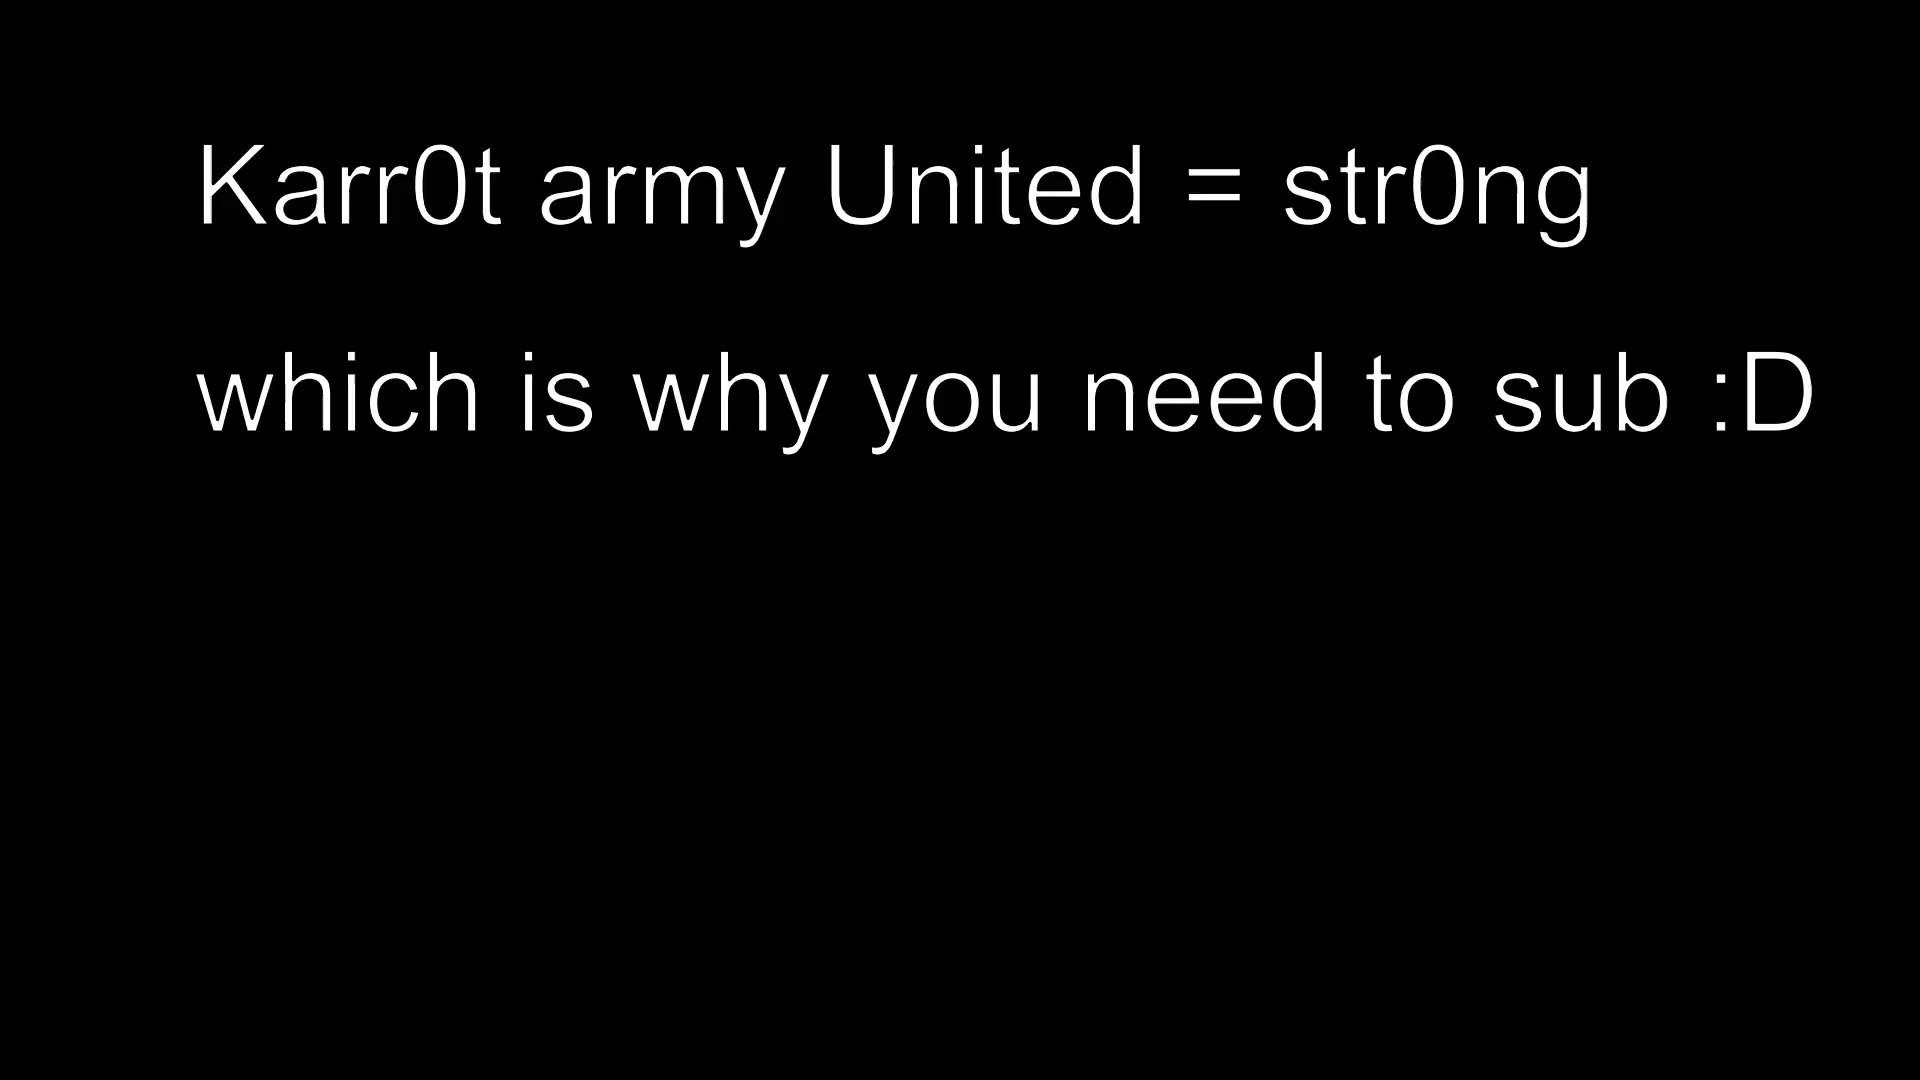 Karr0t army United = str0ng
which is why you need to sub :D